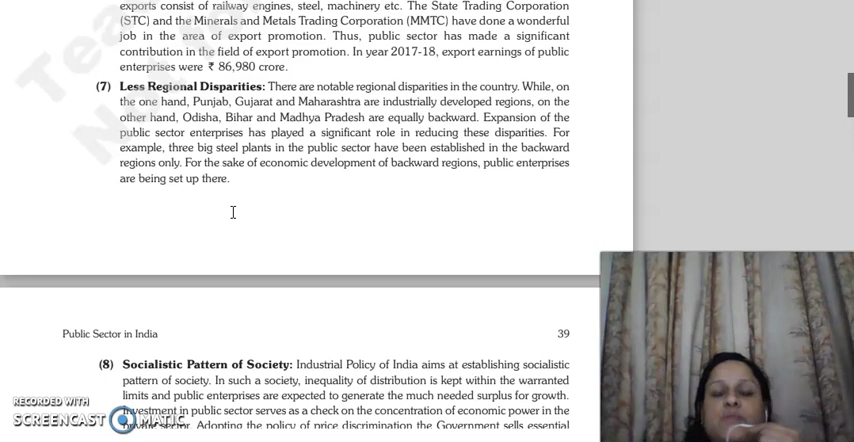 exports consist of railway engines, steel, machinery etc. The State Trading Corporation
(STC) and the Minerals and Metals Trading Corporation (MMTC) have done a wonderful
job in the area of export promotion. Thus, public sector has made a significant
contribution in the field of export promotion. In year 2017-18, export earnings of public
enterprises were ₹ 86,980 crore.
(7) Less Regional Disparities: There are notable regional disparities in the country. While, on
the one hand, Punjab, Gujarat and Maharashtra are industrially developed regions, on the
other hand, Odisha, Bihar and Madhya Pradesh are equally backward. Expansion of the
public sector enterprises has played a significant role in reducing these disparities. For
example, three big steel plants in the public sector have been established in the backward
regions only. For the sake of economic development of backward regions, public enterprises
are being set up there.
Public Sector in India 39
(8) Socialistic Pattern of Society: Industrial Policy of India aims at establishing socialistic
pattern of society. In such a society, inequality of distribution is kept within the warranted
limits and public enterprises are expected to generate the much needed surplus for growth.
Investment in public sector serves as a check on the concentration of economic power in the
private sector. Adopting the policy of price discrimination the Government sells essential
RECORDED WITH
SCREENCAST MATIC